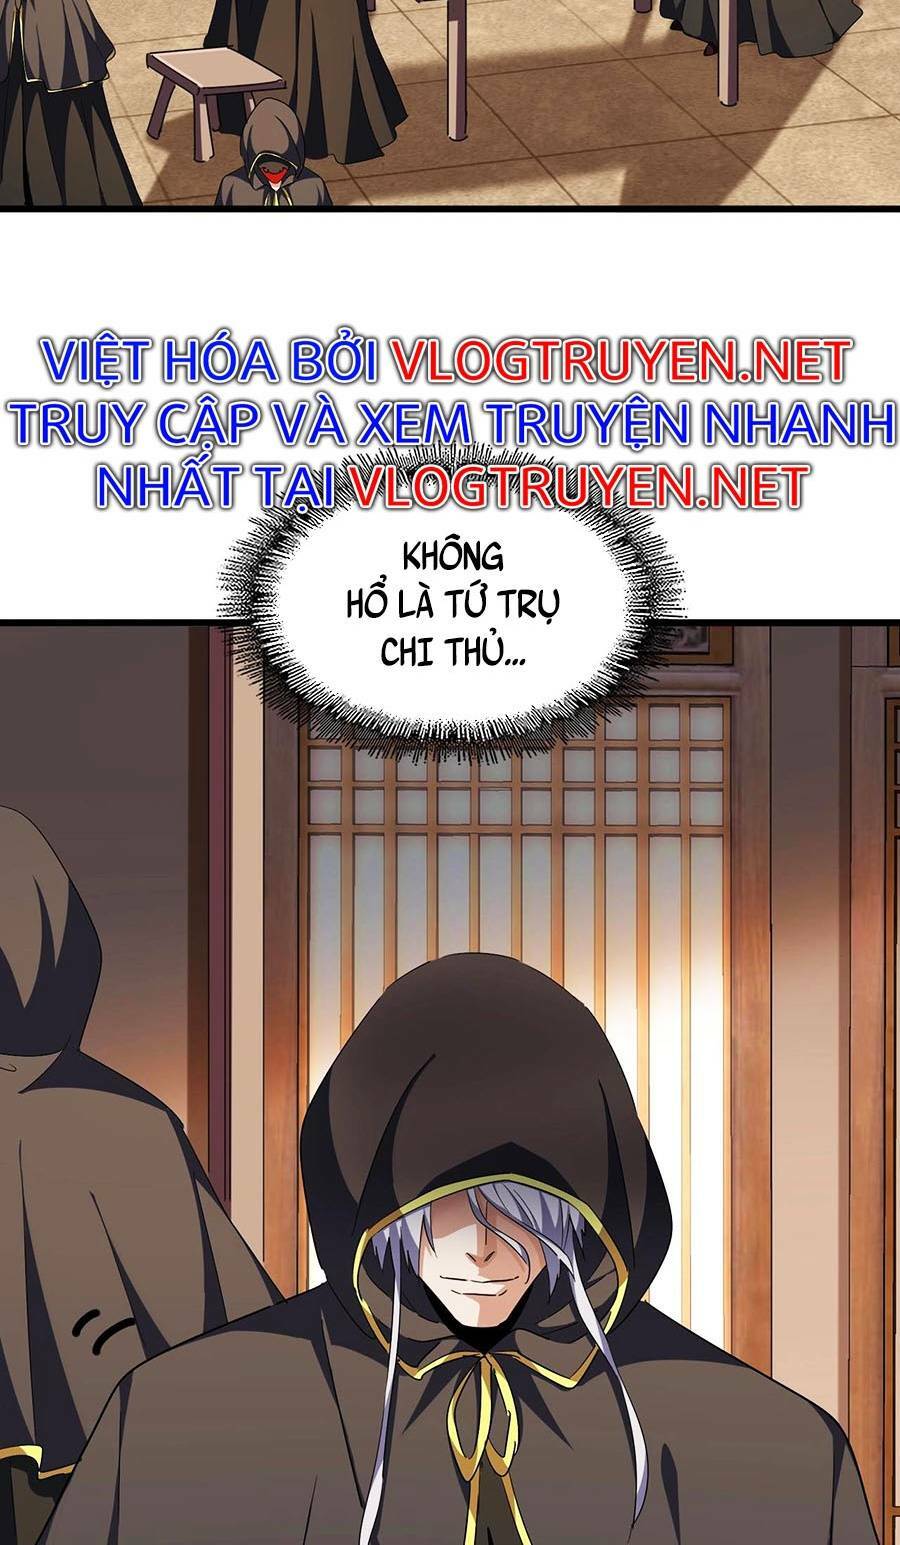 VIỆT HÓA BỞI VLOGTRUYEN.NET
TRUY CẬP VÀ XEM TRUYỆN NHANH
NHẤT TẠI VLOGTRUYEN.NET
KHÔNG
HỔ LÀ TỨ TRỤ
CHI THỦ...